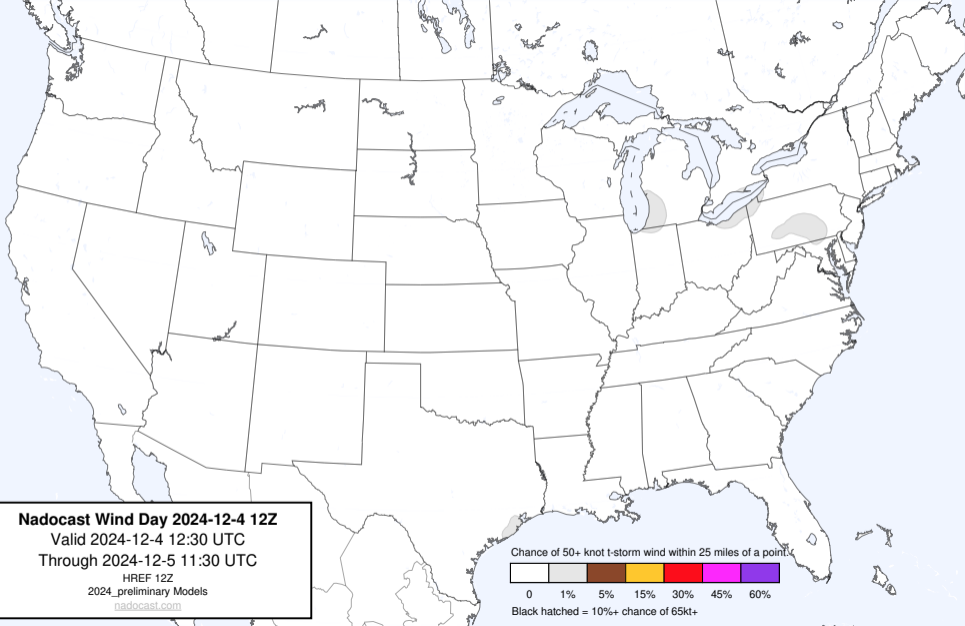 Nadocast Wind Day 2024-12-4 12Z
Valid 2024-12-4 12:30 UTC
Through 2024-12-5 11:30 UTC
HREF 12Z
2024_preliminary Models
nadocast.com
Chance of 50+ knot t-storm wind within 25 miles of a point.
0 1% 5% 15% 30% 45% 60%
Black hatched = 10%+ chance of 65kt+